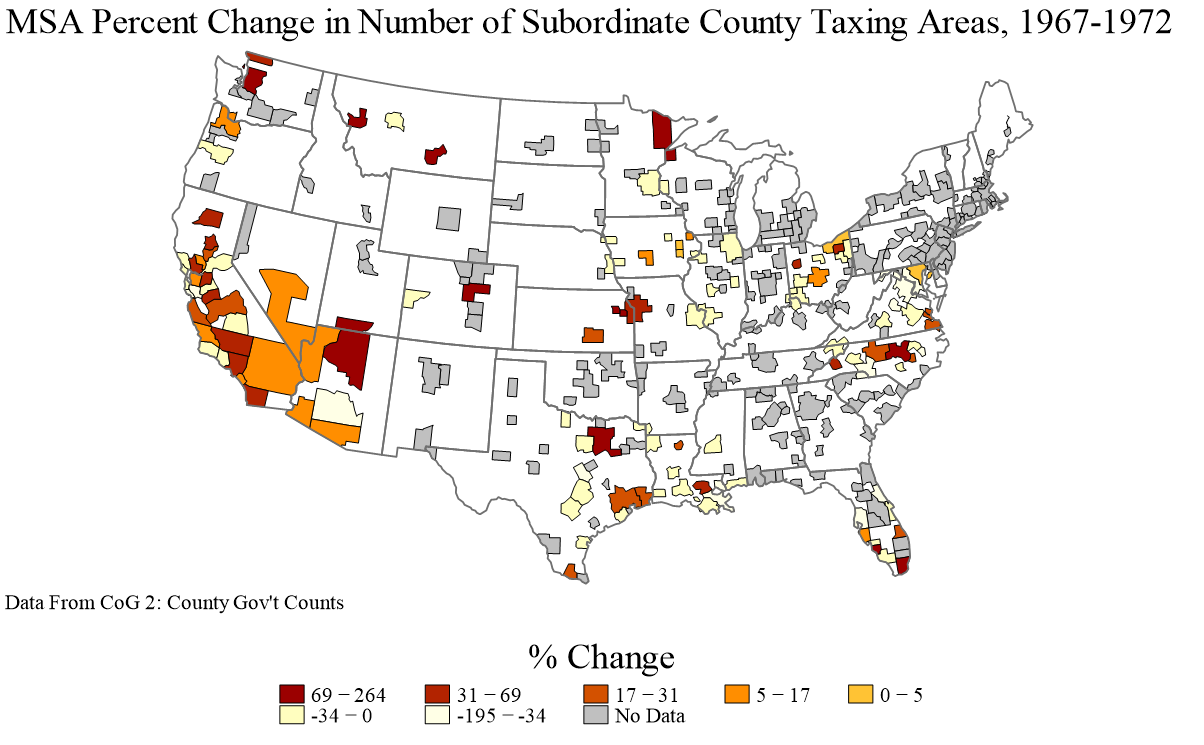 MSA Percent Change in Number of Subordinate County Taxing Areas, 1967-1972
Data From CoG 2: County Gov't Counts
% Change
69 − 264 31 − 69 17 − 31 5 − 17 0 − 5
-34 − 0 -195 − -34 No Data